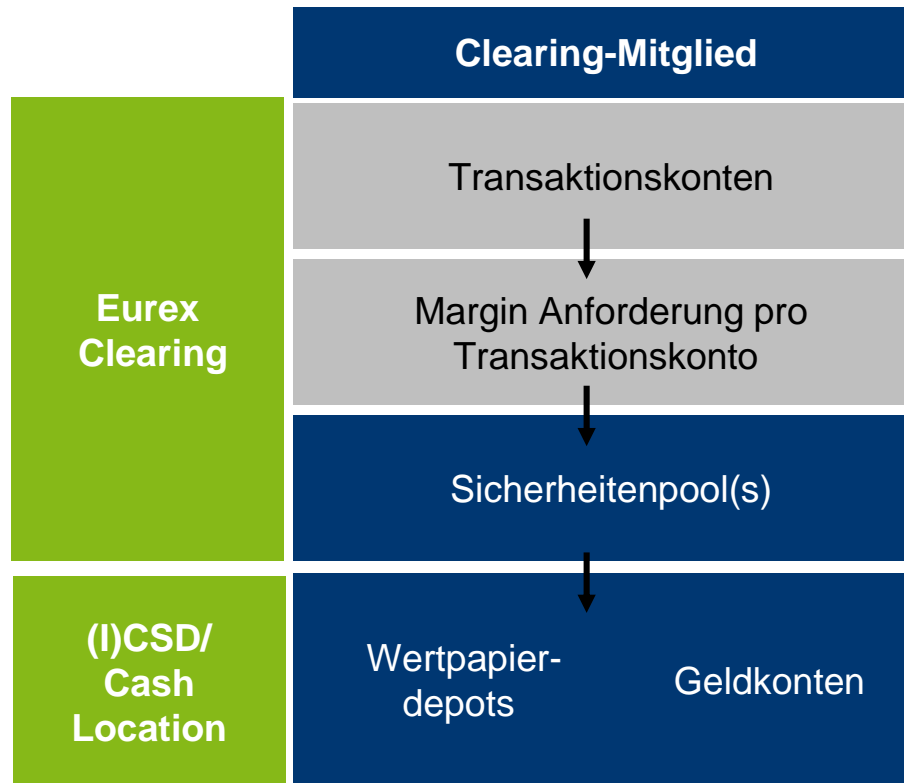 Clearing-Mitglied
Transaktionskonten
Eurex
Clearing
Margin Anforderung pro
Transaktionskonto
Sicherheitenpool(s)
(I)CSD/
Cash
Location
Wertpapier-
depots
Geldkonten